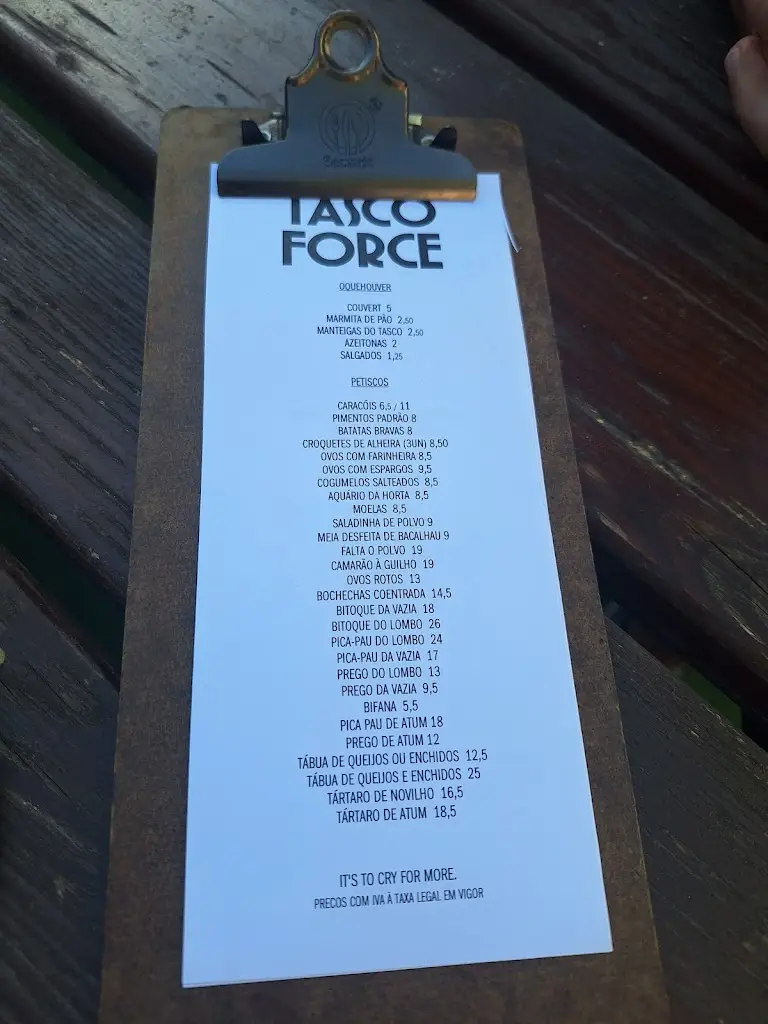 TASCO
FORCE
OQUEHOUVER
COUVERT 5
MARMITA DE PÃO 2,50
MANTEIGAS DO TASCO 2,50
AZEITONAS 2
SALGADOS 1,25
PETISCOS
CARACÓIS 6,5 / 11
PIMENTOS PADRÃO 8
BATATAS BRAVAS 8
CROQUETES DE ALHEIRA (3UN) 8,50
OVOS COM FARINHEIRA 8,5
OVOS COM ESPARGOS 9,5
COGUMELOS SALTEADOS 8,5
AQUÁRIO DA HORTA 8,5
MOELAS 8,5
SALADINHA DE POLVO 9
MEIA DESFEITA DE BACALHAU 9
FALTA O POLVO 19
CAMARÃO À GUILHO 19
OVOS ROTOS 13
BOCHECHAS COENTRADA 14,5
BITOQUE DA VAZIA 18
BITOQUE DO LOMBO 26
PICA-PAU DO LOMBO 24
PICA-PAU DA VAZIA 17
PREGO DO LOMBO 13
PREGO DA VAZIA 9,5
BIFANA 5,5
PICA PAU DE ATUM 18
PREGO DE ATUM 12
TÁBUA DE QUEIJOS OU ENCHIDOS 12,5
TÁBUA DE QUEIJOS E ENCHIDOS 25
TÁRTARO DE NOVILHO 16,5
TÁRTARO DE ATUM 18,5
IT'S TO CRY FOR MORE.
PREÇOS COM IVA À TAXA LEGAL EM VIGOR